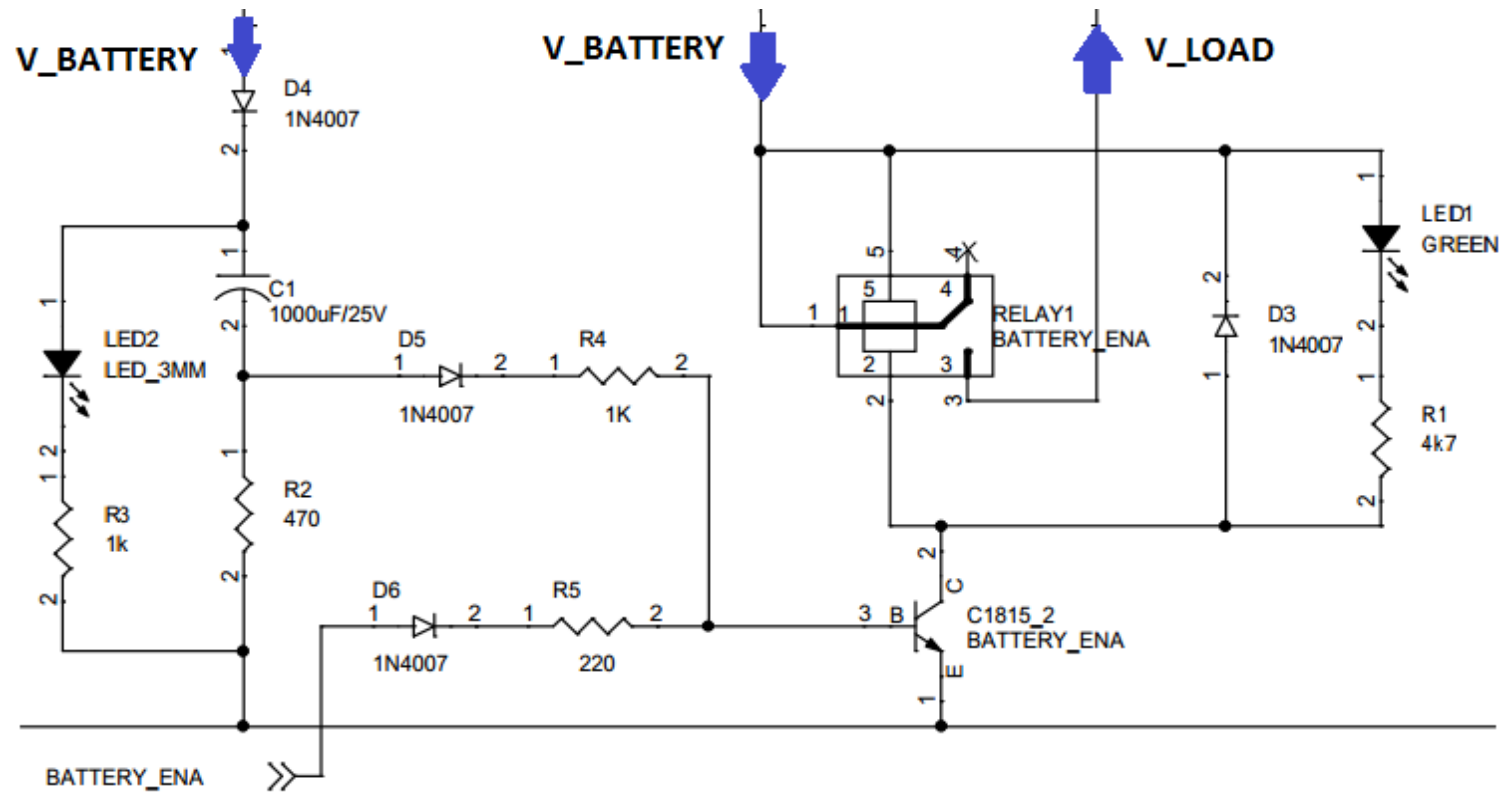 V_BATTERY
V_BATTERY
V_LOAD
1
D4
1N4007
2
1
C1
1000uF/25V
2
1
LED2
LED_3MM
2
1
R3
1k
2
1
R2
470
2
D5
1
2
1N4007
R4
1
2
1K
D6
1
2
1N4007
R5
1
2
220
BATTERY_ENA
5
4
5
4
1
1
RELAY1
BATTERY_ENA
2
3
2
3
2
D3
1N4007
1
1
LED1
GREEN
2
1
R1
4k7
2
2
C
3
B
C1815_2
BATTERY_ENA
E
1